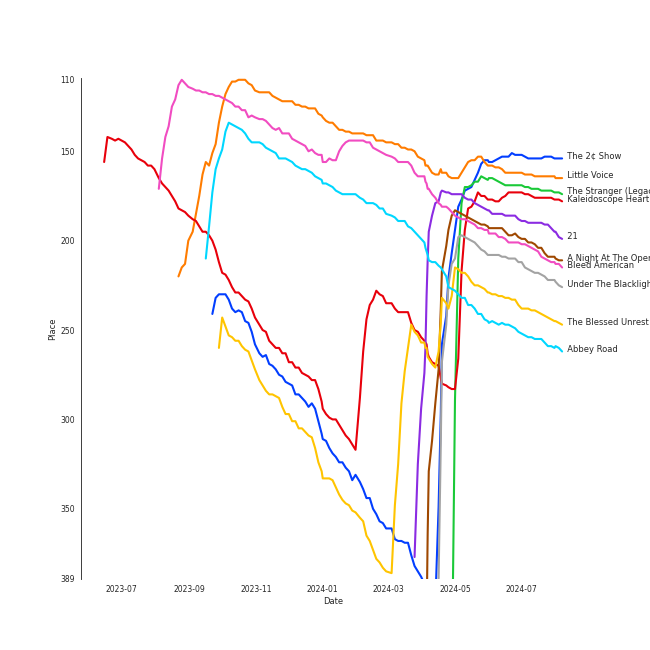 110
150
200
250
300
350
389
Place
2023-07
2023-09
2023-11
2024-01
2024-03
2024-05
2024-07
Date
The 2¢ Show
Little Voice
The Stranger (Legac
Kaleidoscope Heart
21
A Night At The Oper
Bleed American
Under The Blackligh
The Blessed Unrest
Abbey Road